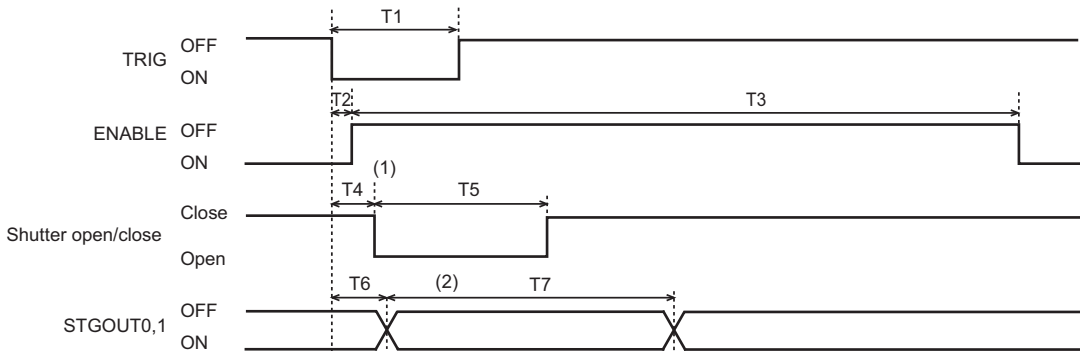 T1
TRIG
OFF
ON
T2
T3
ENABLE
OFF
ON
(1)
T4
T5
Shutter open/close
Close
Open
T6
(2)
T7
STGOUT0,1
OFF
ON